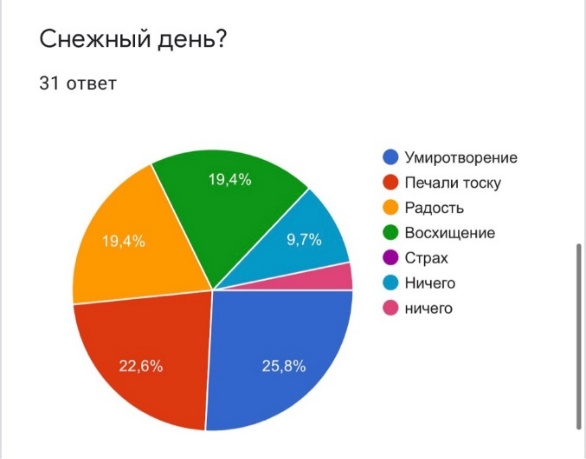 Снежный день?
31 ответ
19,4%
19,4%
9,7%
22,6%
25,8%
Умиротворение
Печали тоску
Радость
Восхищение
Страх
Ничего
ничего